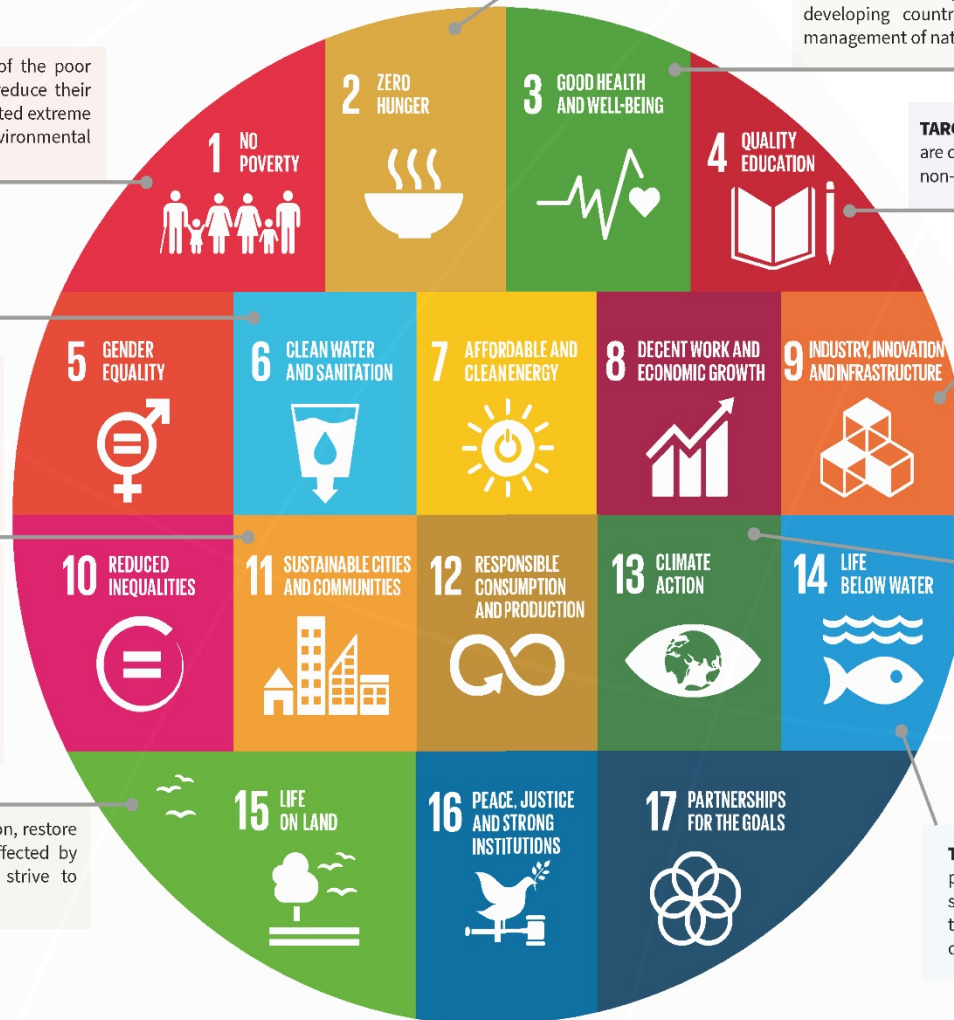 developing countr
management of nat
of the poor
reduce their
ted extreme
vironmental
TARG
are c
non-
1 NO
POVERTY
2 ZERO
HUNGER
3 GOOD HEALTH
AND WELL-BEING
4 QUALITY
EDUCATION
5 GENDER
EQUALITY
6 CLEAN WATER
AND SANITATION
7 AFFORDABLE AND
CLEAN ENERGY
8 DECENT WORK AND
ECONOMIC GROWTH
9 INDUSTRY, INNOVATION
AND INFRASTRUCTURE
10 REDUCED
INEQUALITIES
11 SUSTAINABLE CITIES
AND COMMUNITIES
12 RESPONSIBLE
CONSUMPTION
AND PRODUCTION
13 CLIMATE
ACTION
14 LIFE
BELOW WATER
15 LIFE
ON LAND
16 PEACE, JUSTICE
AND STRONG
INSTITUTIONS
17 PARTNERSHIPS
FOR THE GOALS
on, restore
ffected by
strive to
T
p
s
t